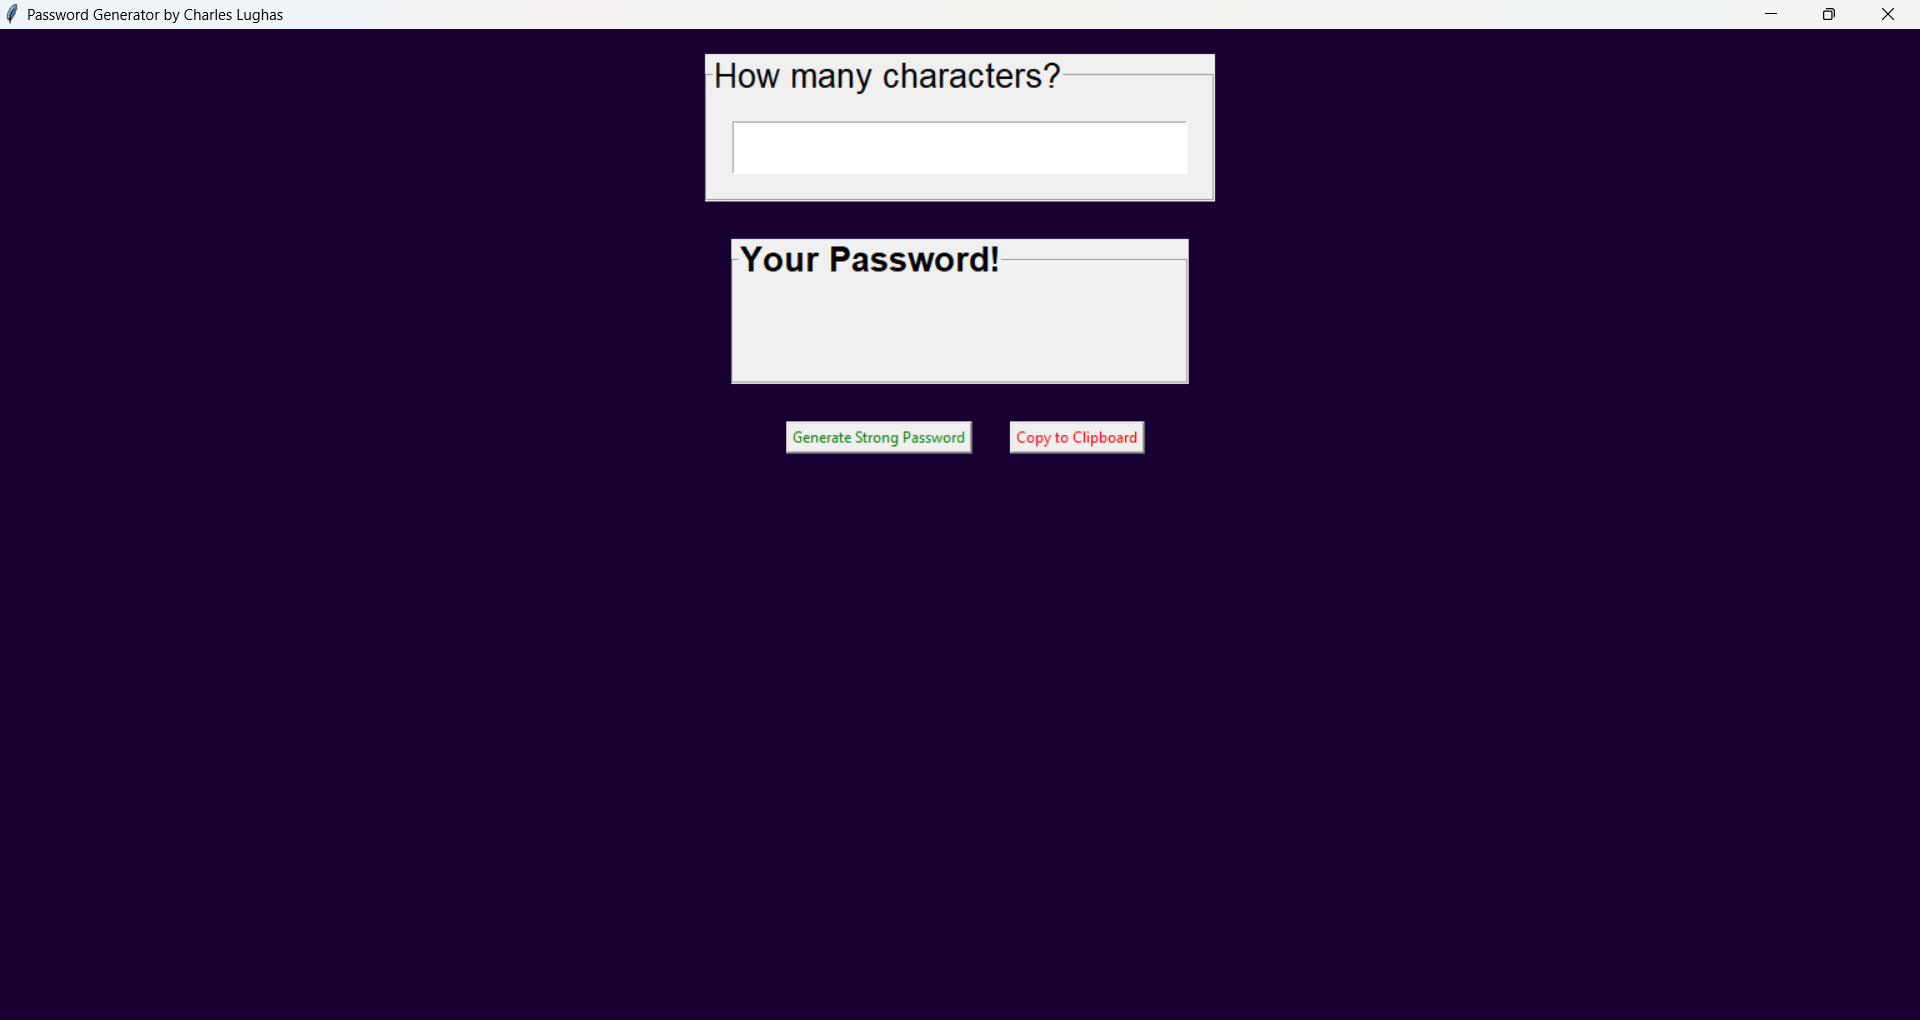 Password Generator by Charles Lughas
How many characters?
Your Password!
Generate Strong Password
Copy to Clipboard